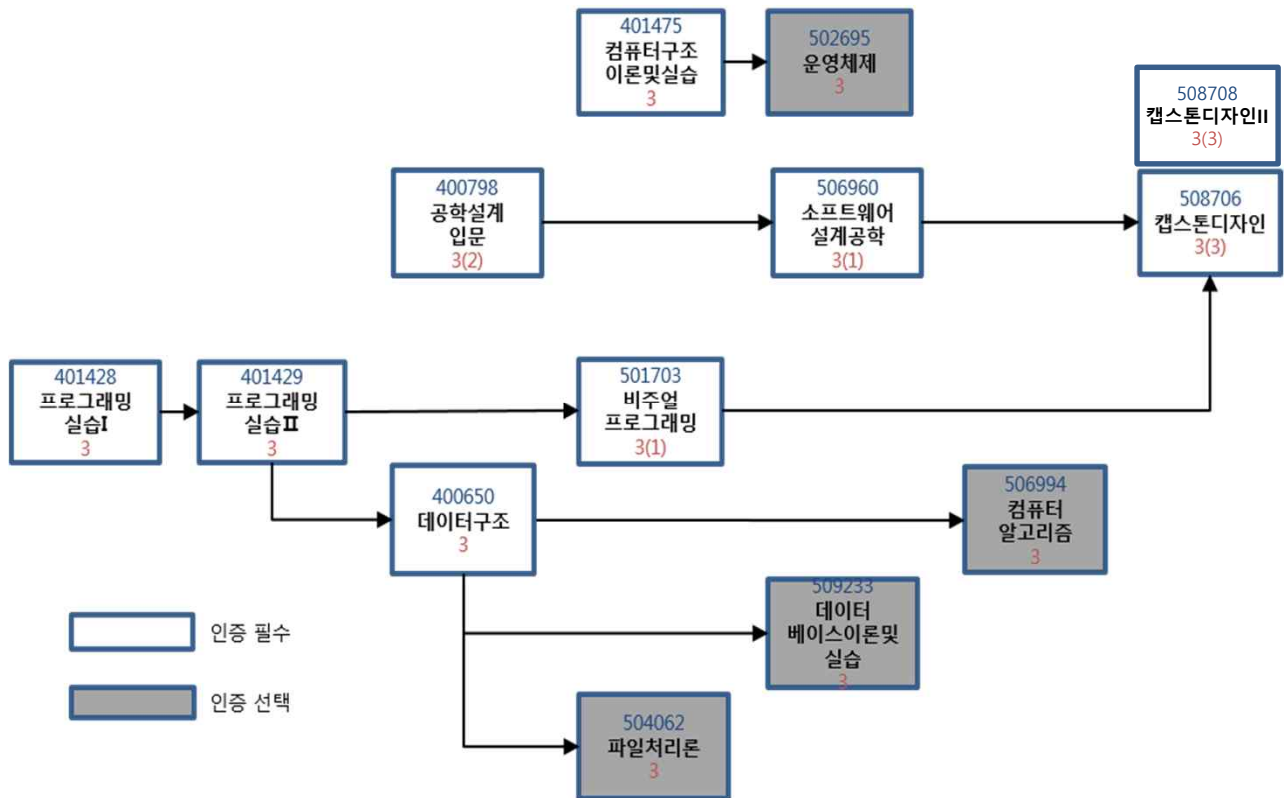 401475
컴퓨터구조
이론및실습
3
502695
운영체제
3
508708
캡스톤디자인II
3(3)
400798
공학설계
입문
3(2)
506960
소프트웨어
설계공학
3(1)
508706
캡스톤디자인
3(3)
401428
프로그래밍
실습I
3
401429
프로그래밍
실습Ⅱ
3
501703
비주얼
프로그래밍
3(1)
400650
데이터구조
3
506994
컴퓨터
알고리즘
3
509233
데이터
베이스이론및
실습
3
504062
파일처리론
3
인증 필수
인증 선택